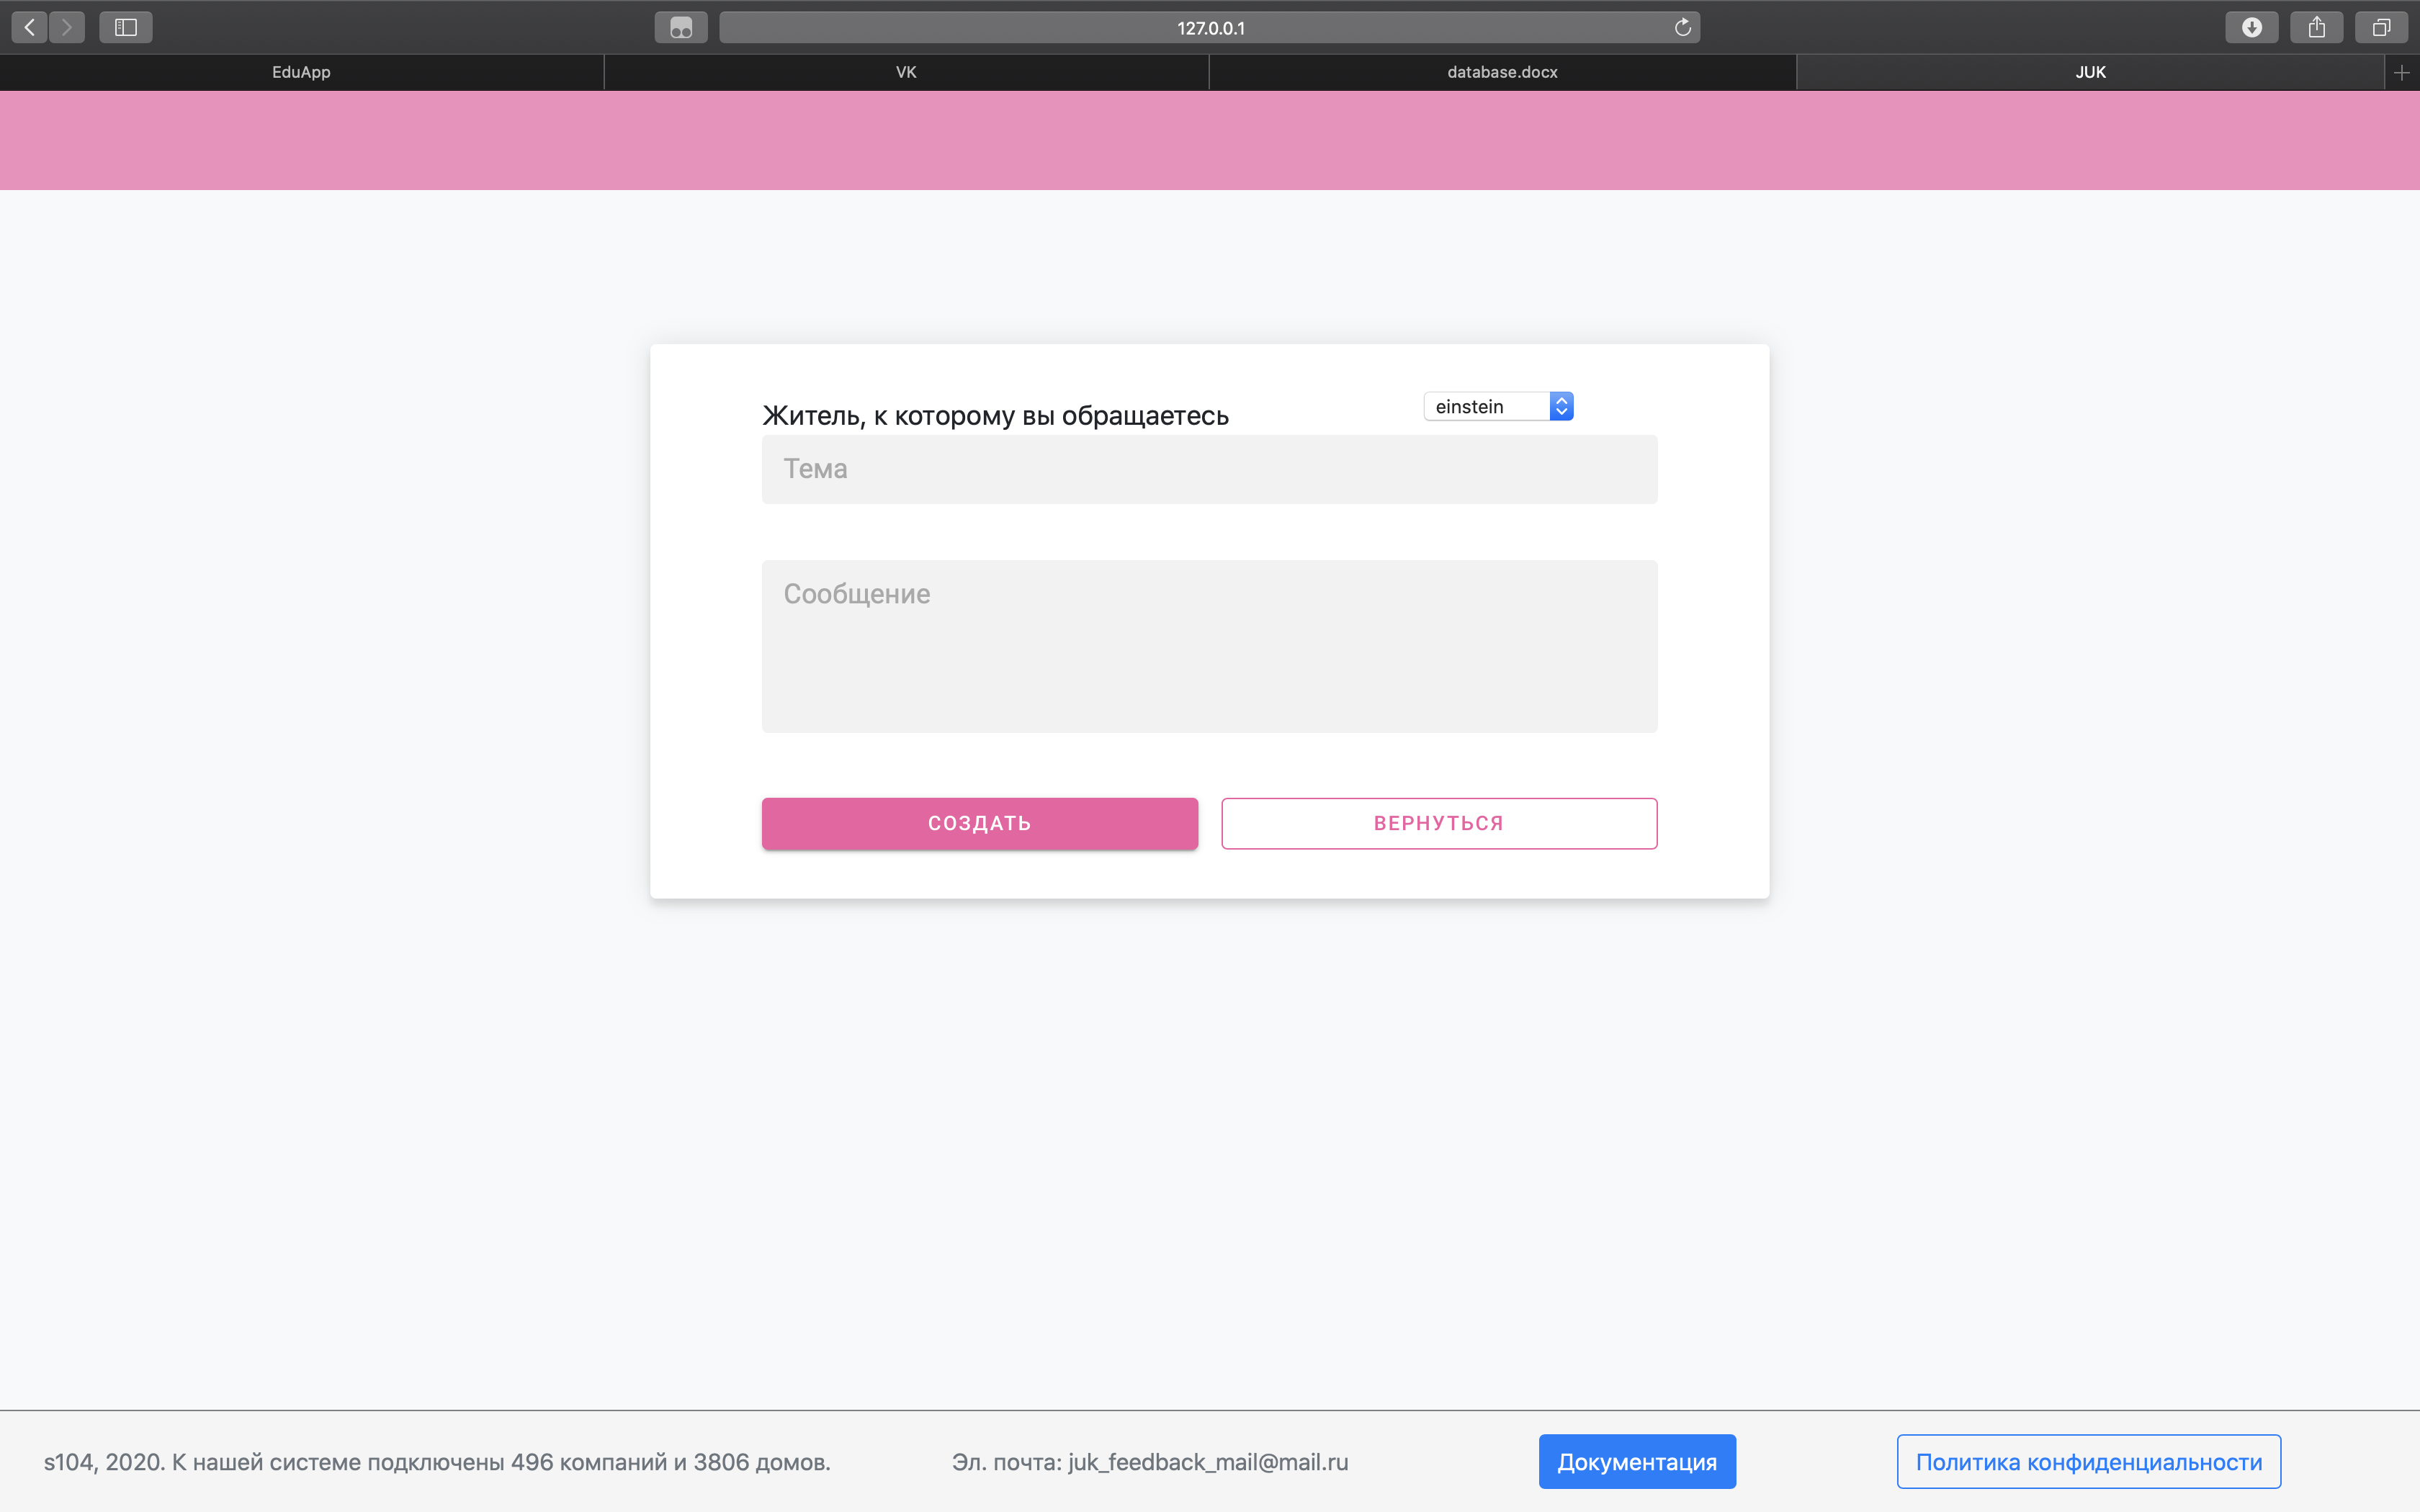 127.0.0.1
EduApp
VK
database.docx
JUK
Житель, к которому вы обращаетесь
einstein
Тема
Сообщение
СОЗДАТЬ
ВЕРНУТЬСЯ
s104, 2020. К нашей системе подключены 496 компаний и 3806 домов.
Эл. почта: juk_feedback_mail@mail.ru
Документация
Политика конфиденциальности